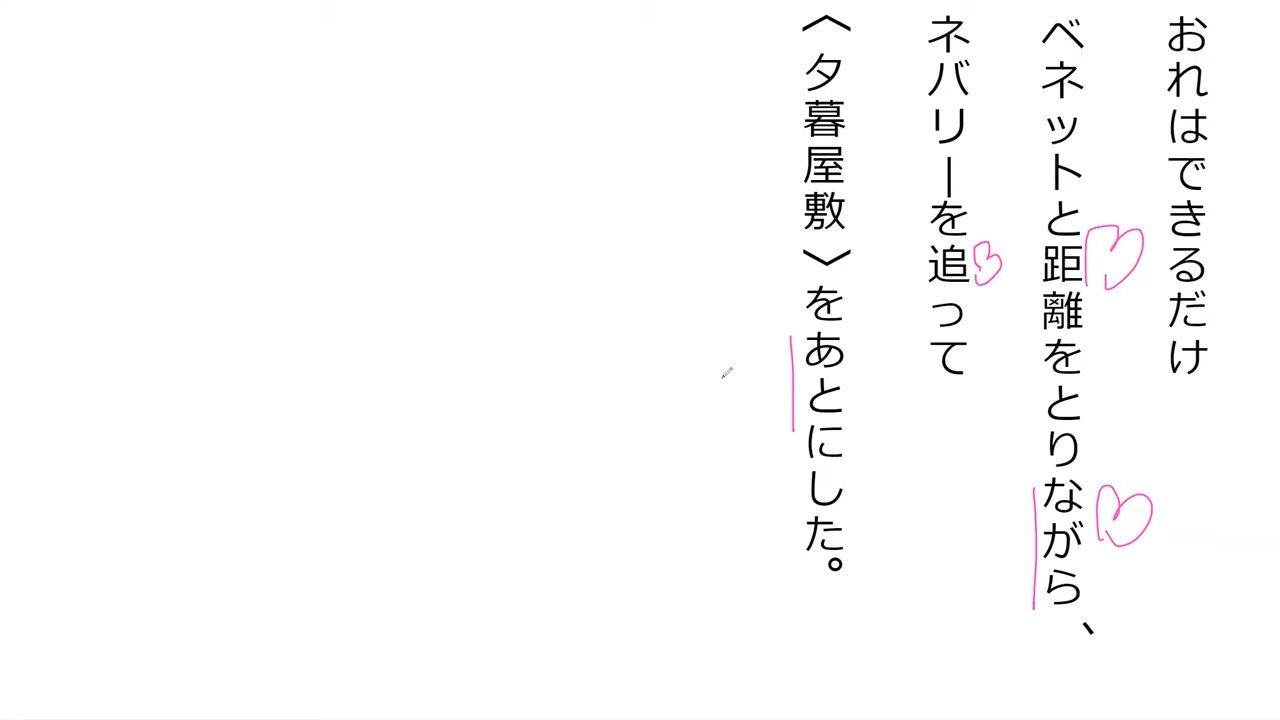 おれはできるだけ
ベネットと距離をとりながら、
ネバリーを追って
〈夕暮屋敷〉をあとにした。